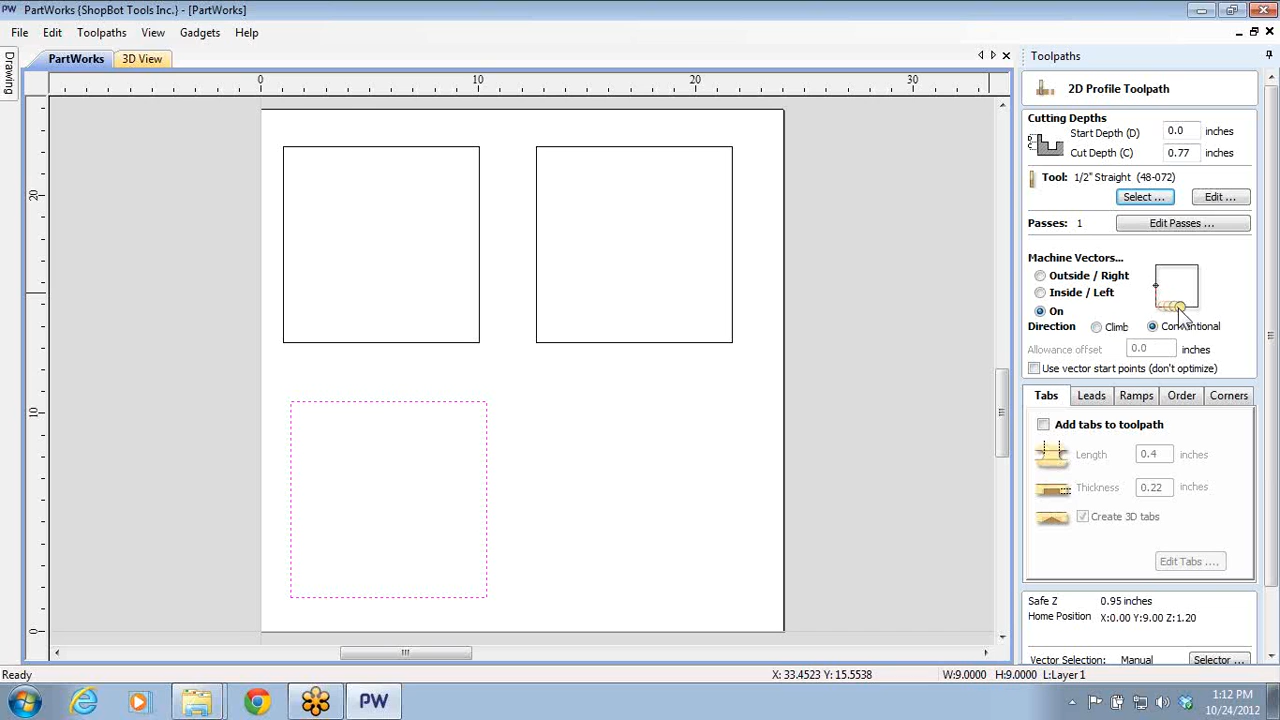 PW PartWorks {ShopBot Tools Inc.} - [PartWorks]
File Edit Toolpaths View Gadgets Help
Drawing
PartWorks 3D View
0 10 20 30
20
10
0
Toolpaths
2D Profile Toolpath
Cutting Depths
Start Depth (D) 0.0 inches
Cut Depth (C) 0.77 inches
Tool: 1/2" Straight (48-072)
Select ... Edit ...
Passes: 1 Edit Passes ...
Machine Vectors...
Outside / Right
Inside / Left
On
Direction Climb Conventional
Allowance offset 0.0 inches
Use vector start points (don't optimize)
Tabs Leads Ramps Order Corners
Add tabs to toolpath
Length 0.4 inches
Thickness 0.22 inches
Create 3D tabs
Edit Tabs ....
Safe Z 0.95 inches
Home Position X:0.00 Y:9.00 Z:1.20
Vector Selection: Manual Selector ...
Ready X: 33.4523 Y: 15.5538 W:9.0000 H:9.0000 L:Layer1
PW
1:12 PM
10/24/2012